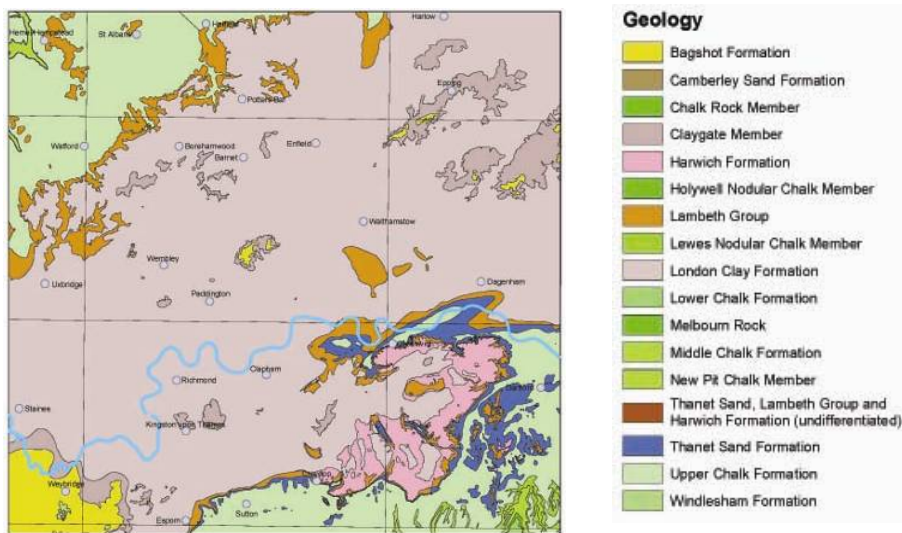 Harlow
Hatfield
Hemel Hempstead
St Albans
Epping
Potters Bar
Watford
Borehamwood
Barnet
Enfield
Walthamstow
Wembley
Uxbridge
Dagenham
Paddington
Richmond
Clapham
Staines
Kingston upon Thames
Weybridge
Epsom
Sutton
Geology
Bagshot Formation
Camberley Sand Formation
Chalk Rock Member
Claygate Member
Harwich Formation
Holywell Nodular Chalk Member
Lambeth Group
Lewes Nodular Chalk Member
London Clay Formation
Lower Chalk Formation
Melbourn Rock
Middle Chalk Formation
New Pit Chalk Member
Thanet Sand, Lambeth Group and
Harwich Formation (undifferentiated)
Thanet Sand Formation
Upper Chalk Formation
Windlesham Formation